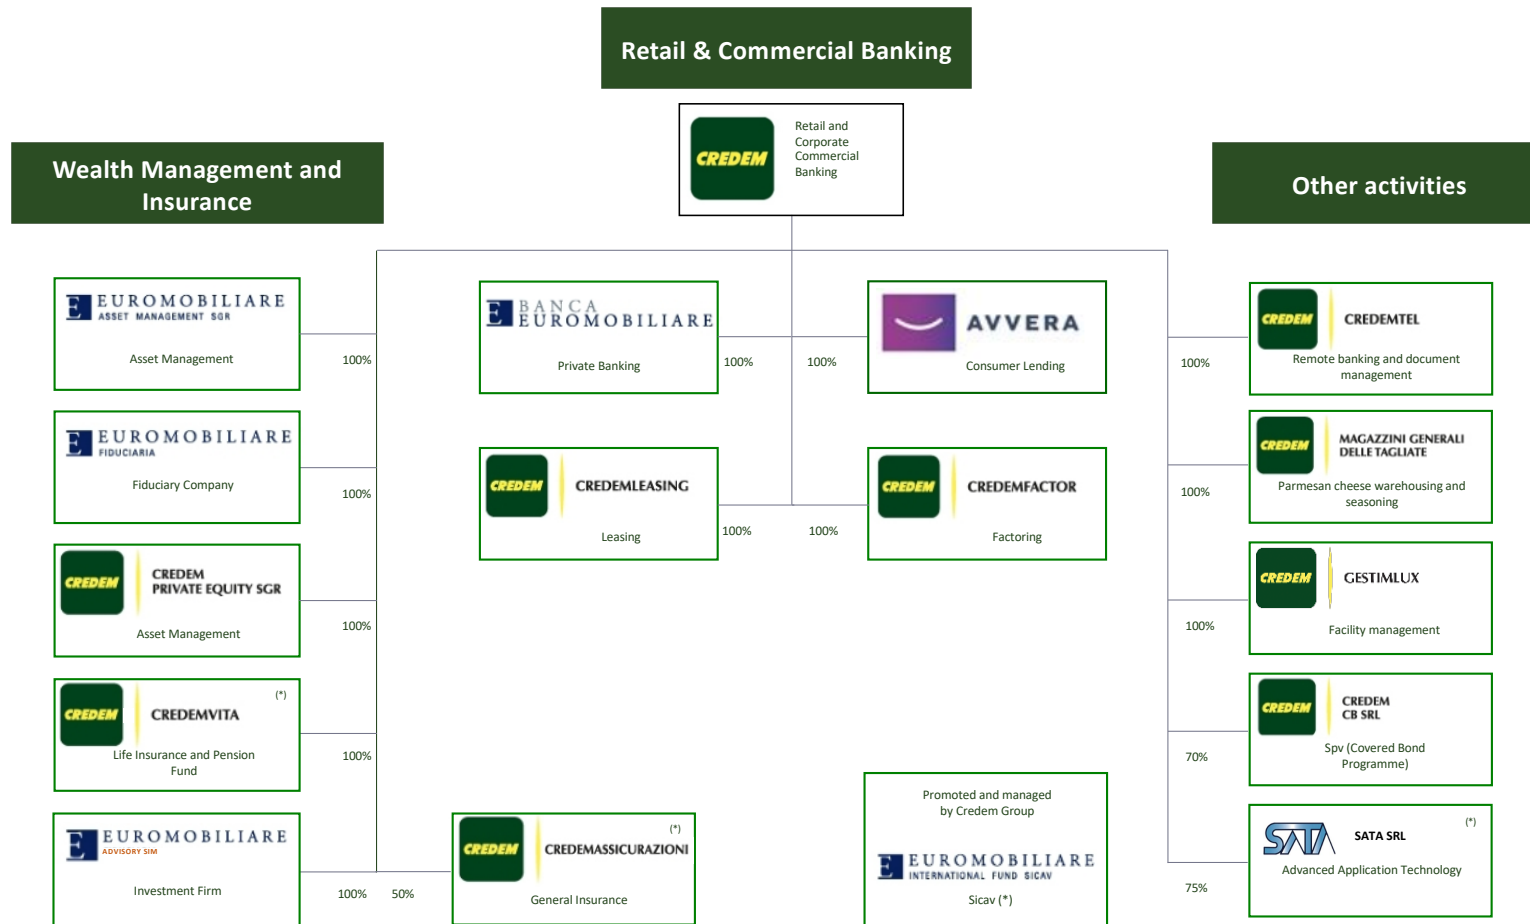 Retail & Commercial Banking
CREDEM
Retail and
Corporate
Commercial
Banking
Wealth Management and
Insurance
Other activities
E EUROMOBILIARE
ASSET MANAGEMENT SGR
Asset Management
100%
E EUROMOBILIARE
FIDUCIARIA
Fiduciary Company
100%
CREDEM
CREDEM
PRIVATE EQUITY SGR
Asset Management
100%
(*)
CREDEM
CREDEMVITA
Life Insurance and Pension
Fund
100%
E EUROMOBILIARE
ADVISORY SIM
Investment Firm
100%
50%
(*)
CREDEM
CREDEMASSICURAZIONI
General Insurance
E BANCA
EUROMOBILIARE
Private Banking
100%
100%
AVVERA
Consumer Lending
CREDEM
CREDEMLEASING
Leasing
100%
100%
CREDEM
CREDEMFACTOR
Factoring
Promoted and managed
by Credem Group
E EUROMOBILIARE
INTERNATIONAL FUND SICAV
Sicav (*)
CREDEM
CREDEMTEL
Remote banking and document
management
100%
CREDEM
MAGAZZINI GENERALI
DELLE TAGLIATE
Parmesan cheese warehousing and
seasoning
100%
CREDEM
GESTIMLUX
Facility management
100%
CREDEM
CREDEM
CB SRL
Spv (Covered Bond
Programme)
70%
(*)
SATA
SATA SRL
Advanced Application Technology
75%